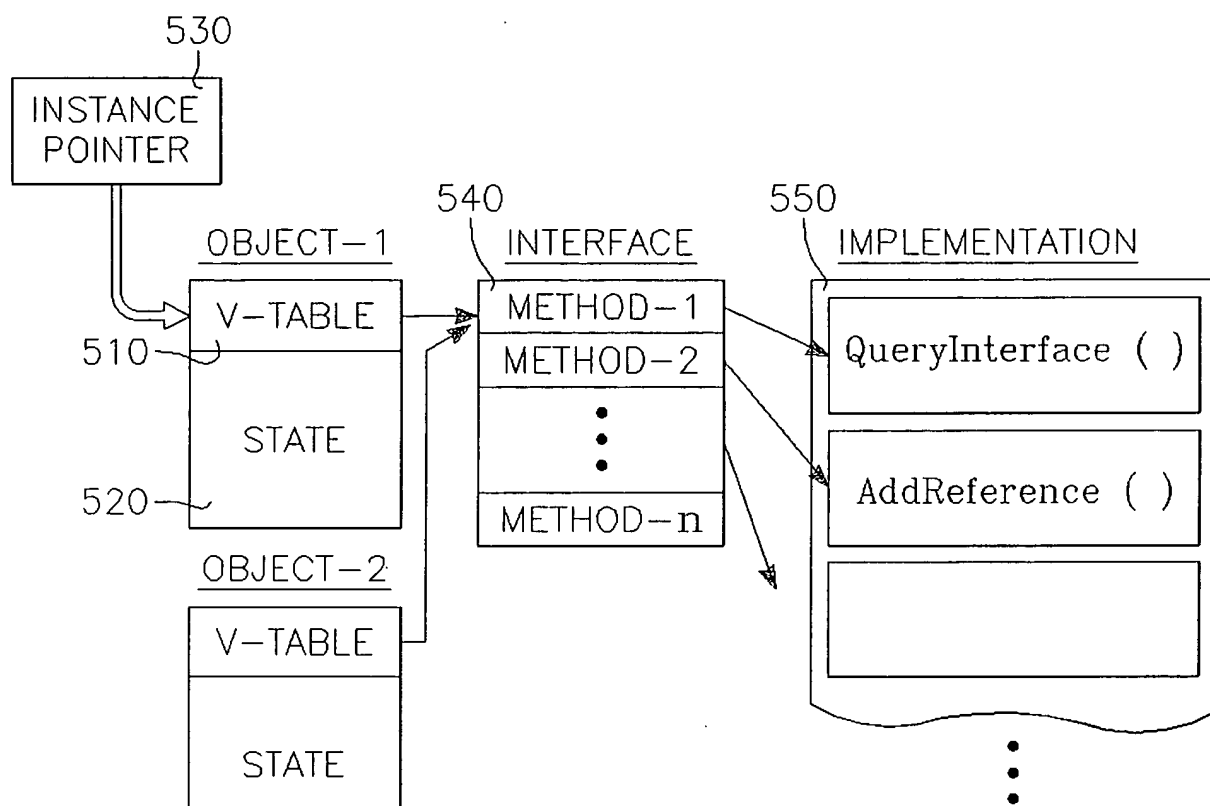 530
INSTANCE
POINTER
540
550
OBJECT-1
INTERFACE
IMPLEMENTATION
V-TABLE
METHOD-1
QueryInterface ( )
510
METHOD-2
STATE
AddReference ( )
520
METHOD-n
OBJECT-2
V-TABLE
STATE